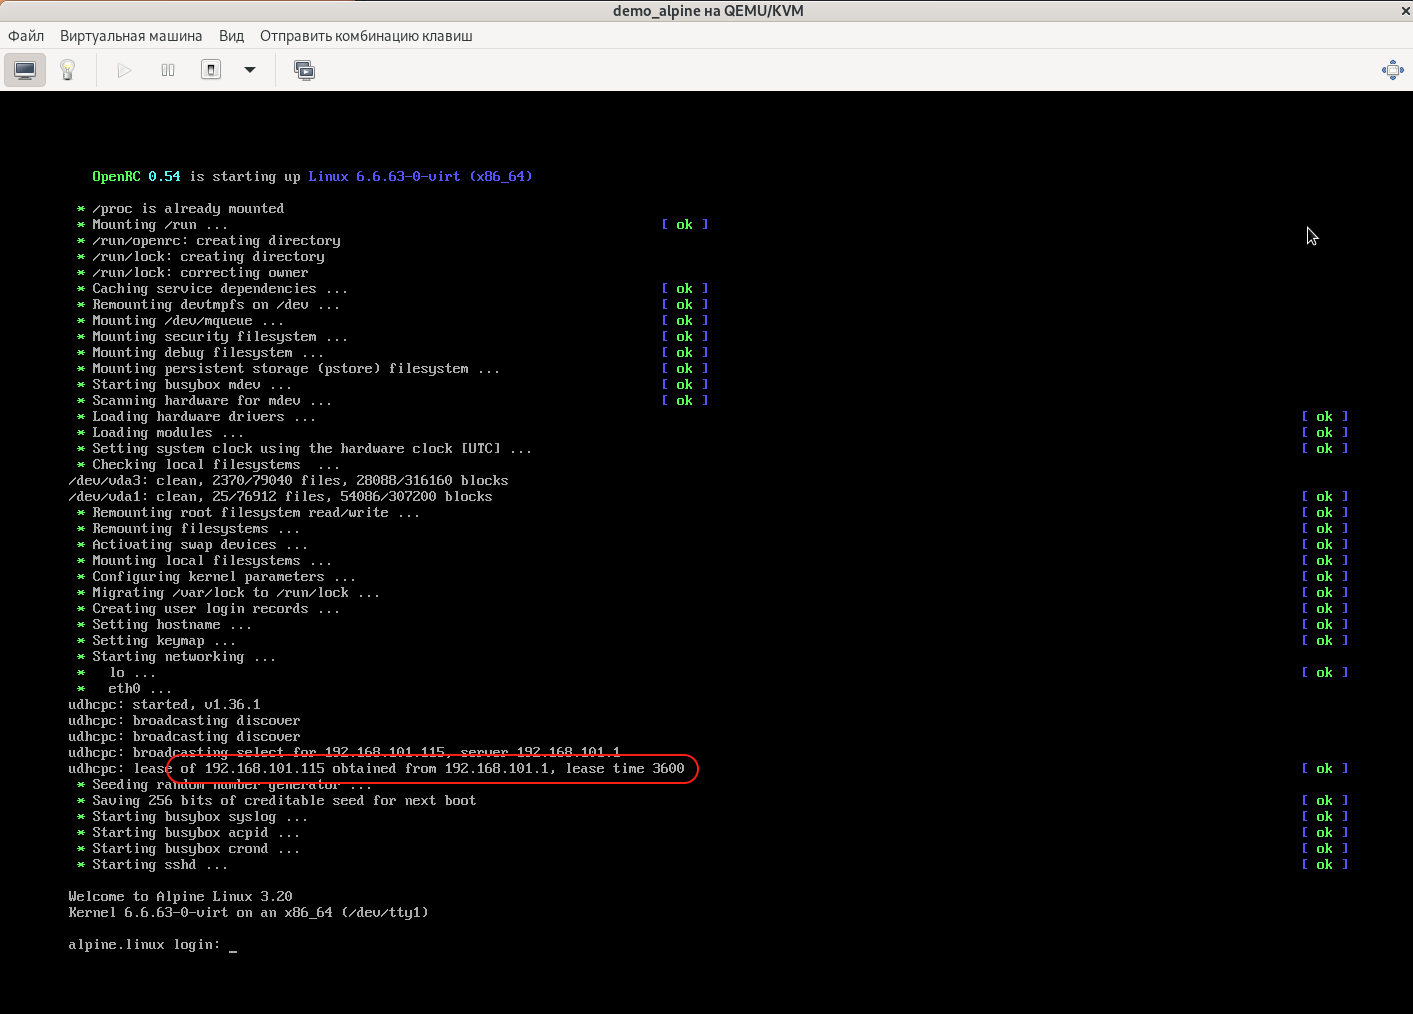 demo_alpine на QEMU/KVM
Файл Виртуальная машина Вид Отправить комбинацию клавиш
OpenRC 0.54 is starting up Linux 6.6.63-0-virt (x86_64)
* /proc is already mounted
* Mounting /run ... [ ok ]
* /run/openrc: creating directory
* /run/lock: creating directory
* /run/lock: correcting owner
* Caching service dependencies ... [ ok ]
* Remounting devtmpfs on /dev ... [ ok ]
* Mounting /dev/mqueue ... [ ok ]
* Mounting security filesystem ... [ ok ]
* Mounting debug filesystem ... [ ok ]
* Mounting persistent storage (pstore) filesystem ... [ ok ]
* Starting busybox mdev ... [ ok ]
* Scanning hardware for mdev ... [ ok ]
* Loading hardware drivers ... [ ok ]
* Loading modules ... [ ok ]
* Setting system clock using the hardware clock [UTC] ... [ ok ]
* Checking local filesystems  ...
/dev/vda3: clean, 2370/79040 files, 28088/316160 blocks
/dev/vda1: clean, 25/76912 files, 54086/307200 blocks [ ok ]
* Remounting root filesystem read/write ... [ ok ]
* Remounting filesystems ... [ ok ]
* Activating swap devices ... [ ok ]
* Mounting local filesystems ... [ ok ]
* Configuring kernel parameters ... [ ok ]
* Migrating /var/lock to /run/lock ... [ ok ]
* Creating user login records ... [ ok ]
* Setting hostname ... [ ok ]
* Setting keymap ... [ ok ]
* Starting networking ...
*   lo ... [ ok ]
*   eth0 ...
udhcpc: started, v1.36.1
udhcpc: broadcasting discover
udhcpc: broadcasting discover
udhcpc: broadcasting select for 192.168.101.115, server 192.168.101.1
udhcpc: lease of 192.168.101.115 obtained from 192.168.101.1, lease time 3600 [ ok ]
* Seeding random number generator ...
* Saving 256 bits of creditable seed for next boot [ ok ]
* Starting busybox syslog ... [ ok ]
* Starting busybox acpid ... [ ok ]
* Starting busybox crond ... [ ok ]
* Starting sshd ... [ ok ]
Welcome to Alpine Linux 3.20
Kernel 6.6.63-0-virt on an x86_64 (/dev/tty1)
alpine.linux login: _